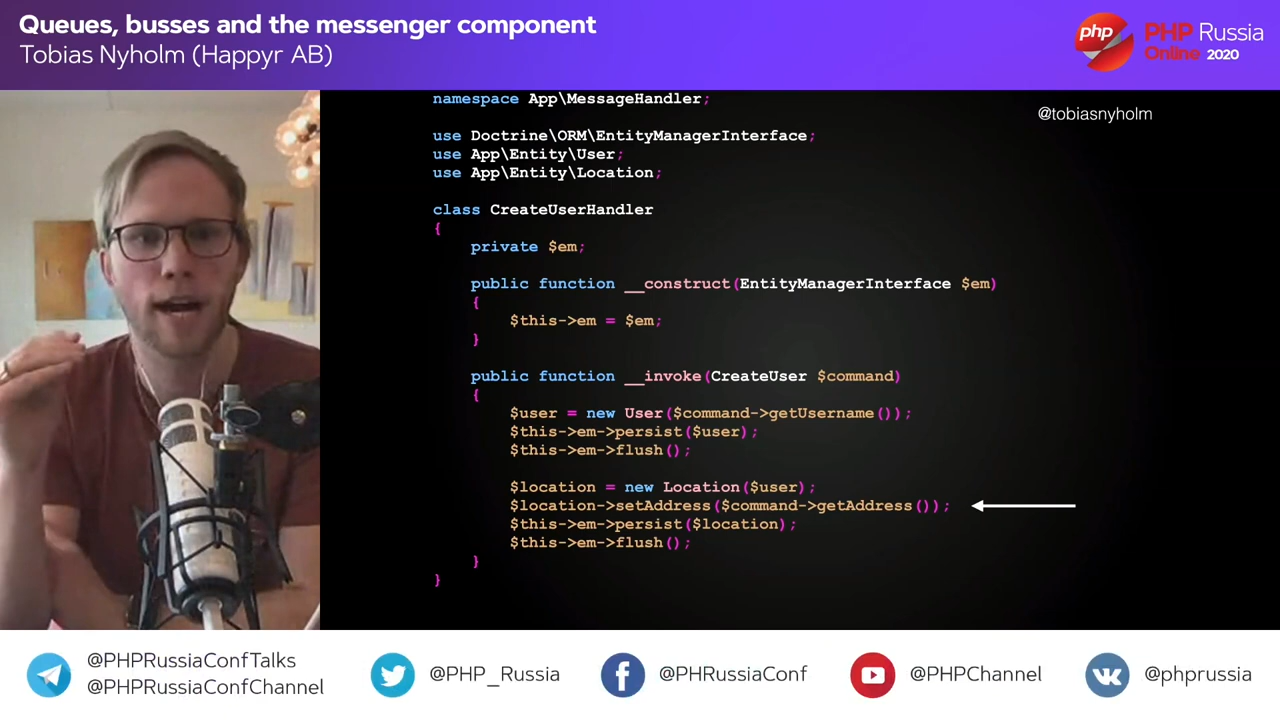 Queues, busses and the messenger component
Tobias Nyholm (Happyr AB)
php
PHP Russia
Online 2020
@tobiasnyholm
namespace App\MessageHandler;
use Doctrine\ORM\EntityManagerInterface;
use App\Entity\User;
use App\Entity\Location;
class CreateUserHandler
{
private $em;
public function __construct(EntityManagerInterface $em)
{
$this->em = $em;
}
public function __invoke(CreateUser $command)
{
$user = new User($command->getUsername());
$this->em->persist($user);
$this->em->flush();
$location = new Location($user);
$location->setAddress($command->getAddress());
$this->em->persist($location);
$this->em->flush();
}
}
@PHPRussiaConfTalks
@PHPRussiaConfChannel
@PHP_Russia
@PHRussiaConf
@PHPChannel
@phprussia